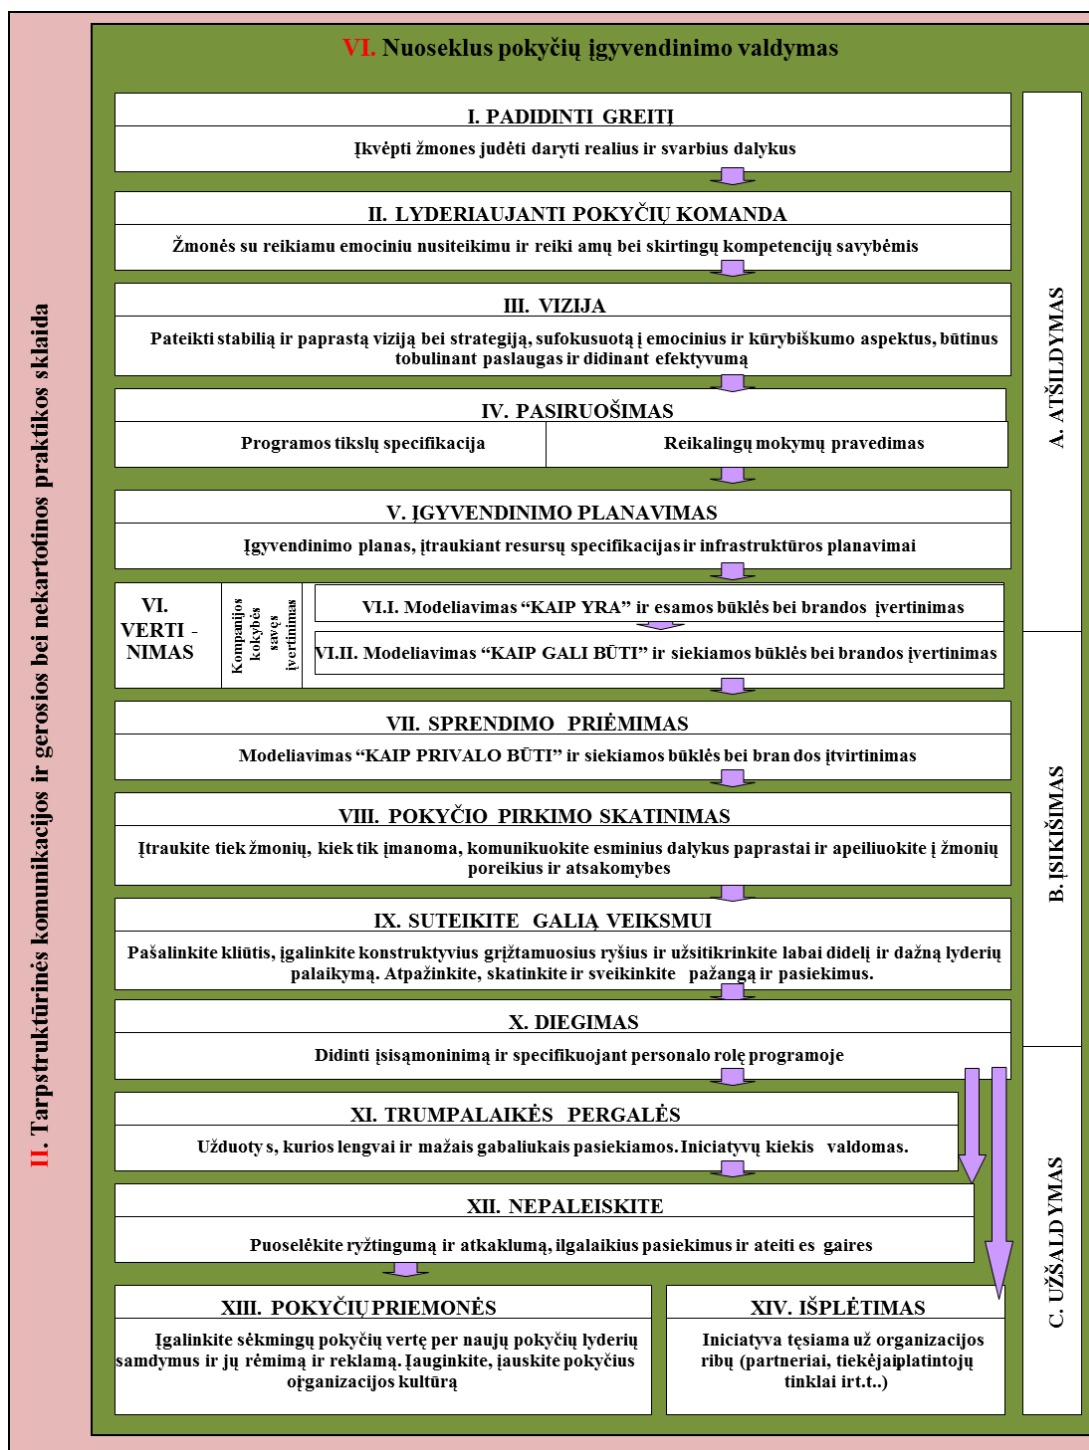 VI. Nuoseklus pokyčių įgyvendinimo valdymas
II. Tarpstruktūrinės komunikacijos ir gerosios bei nekartotinos praktikos sklaida
I. PADIDINTI GREITĮ
Įkvėpti žmones judėti daryti realius ir svarbius dalykus
II. LYDERIAUJANTI POKYČIŲ KOMANDA
Žmonės su reikiamu emociniu nusiteikimu ir reiki amų bei skirtingų kompetencijų savybėmis
III. VIZIJA
Pateikti stabilią ir paprastą viziją bei strategiją, sufokusuotą į emocinius ir kūrybiškumo aspektus, būtinus
tobulinant paslaugas ir didinant efektyvumą
IV. PASIRUOŠIMAS
Programos tikslų specifikacija
Reikalingų mokymų pravedimas
V. ĮGYVENDINIMO PLANAVIMAS
Įgyvendinimo planas, įtraukiant resursų specifikacijas ir infrastruktūros planavimai
A. ATŠILDYMAS
VI.
VERTI -
NIMAS
Kompanijos
kokybės
savęs
įvertinimas
VI.I. Modeliavimas “KAIP YRA” ir esamos būklės bei brandos įvertinimas
VI.II. Modeliavimas “KAIP GALI BŪTI” ir siekiamos būklės bei brandos įvertinimas
VII. SPRENDIMO PRIĖMIMAS
Modeliavimas “KAIP PRIVALO BŪTI” ir siekiamos būklės bei bran dos įtvirtinimas
VIII. POKYČIO PIRKIMO SKATINIMAS
Įtraukite tiek žmonių, kiek tik įmanoma, komunikuokite esminius dalykus paprastai ir apeiliuokite į žmonių
poreikius ir atsakomybes
IX. SUTEIKITE GALIĄ VEIKSMUI
Pašalinkite kliūtis, įgalinkite konstruktyvius grįžtamuosius ryšius ir užsitikrinkite labai didelį ir dažną lyderių
palaikymą. Atpažinkite, skatinkite ir sveikinkite pažangą ir pasiekimus.
B. ĮSIKIŠIMAS
X. DIEGIMAS
Didinti įsisąmoninimą ir specifikuojant personalo rolę programoje
XI. TRUMPALAIKĖS PERGALĖS
Užduoty s, kurios lengvai ir mažais gabaliukais pasiekiamos. Iniciatyvų kiekis valdomas.
XII. NEPALEISKITE
Puoselėkite ryžtingumą ir atkaklumą, ilgalaikius pasiekimus ir ateiti es gaires
XIII. POKYČIŲ PRIEMONĖS
Įgalinkite sėkmingų pokyčių vertę per naujų pokyčių lyderių
samdymus ir jų rėmimą ir reklamą. Įauginkite, įauskite pokyčius
į organizacijos kultūrą
XIV. IŠPLĖTIMAS
Iniciatyva tęsiama už organizacijos
ribų (partneriai, tiekėjai, platintojų
tinklai ir t.t..)
C. UŽŠALDYMAS